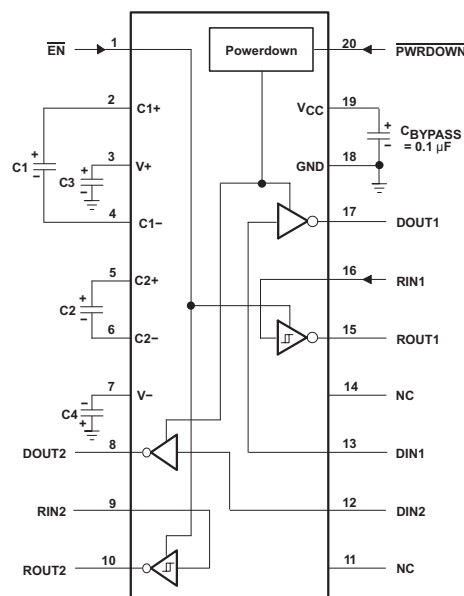 EN 1 Powerdown 20 PWRDOWN
2 C1+ VCC 19
C1 + − 3 V+ + − CBYPASS = 0.1 µF
C3 + − GND 18
4 C1− 17 DOUT1
5 C2+ 16 RIN1
C2 + −
6 C2− 15 ROUT1
7 V− 14 NC
C4 − +
DOUT2 8 13 DIN1
RIN2 9 12 DIN2
ROUT2 10 11 NC